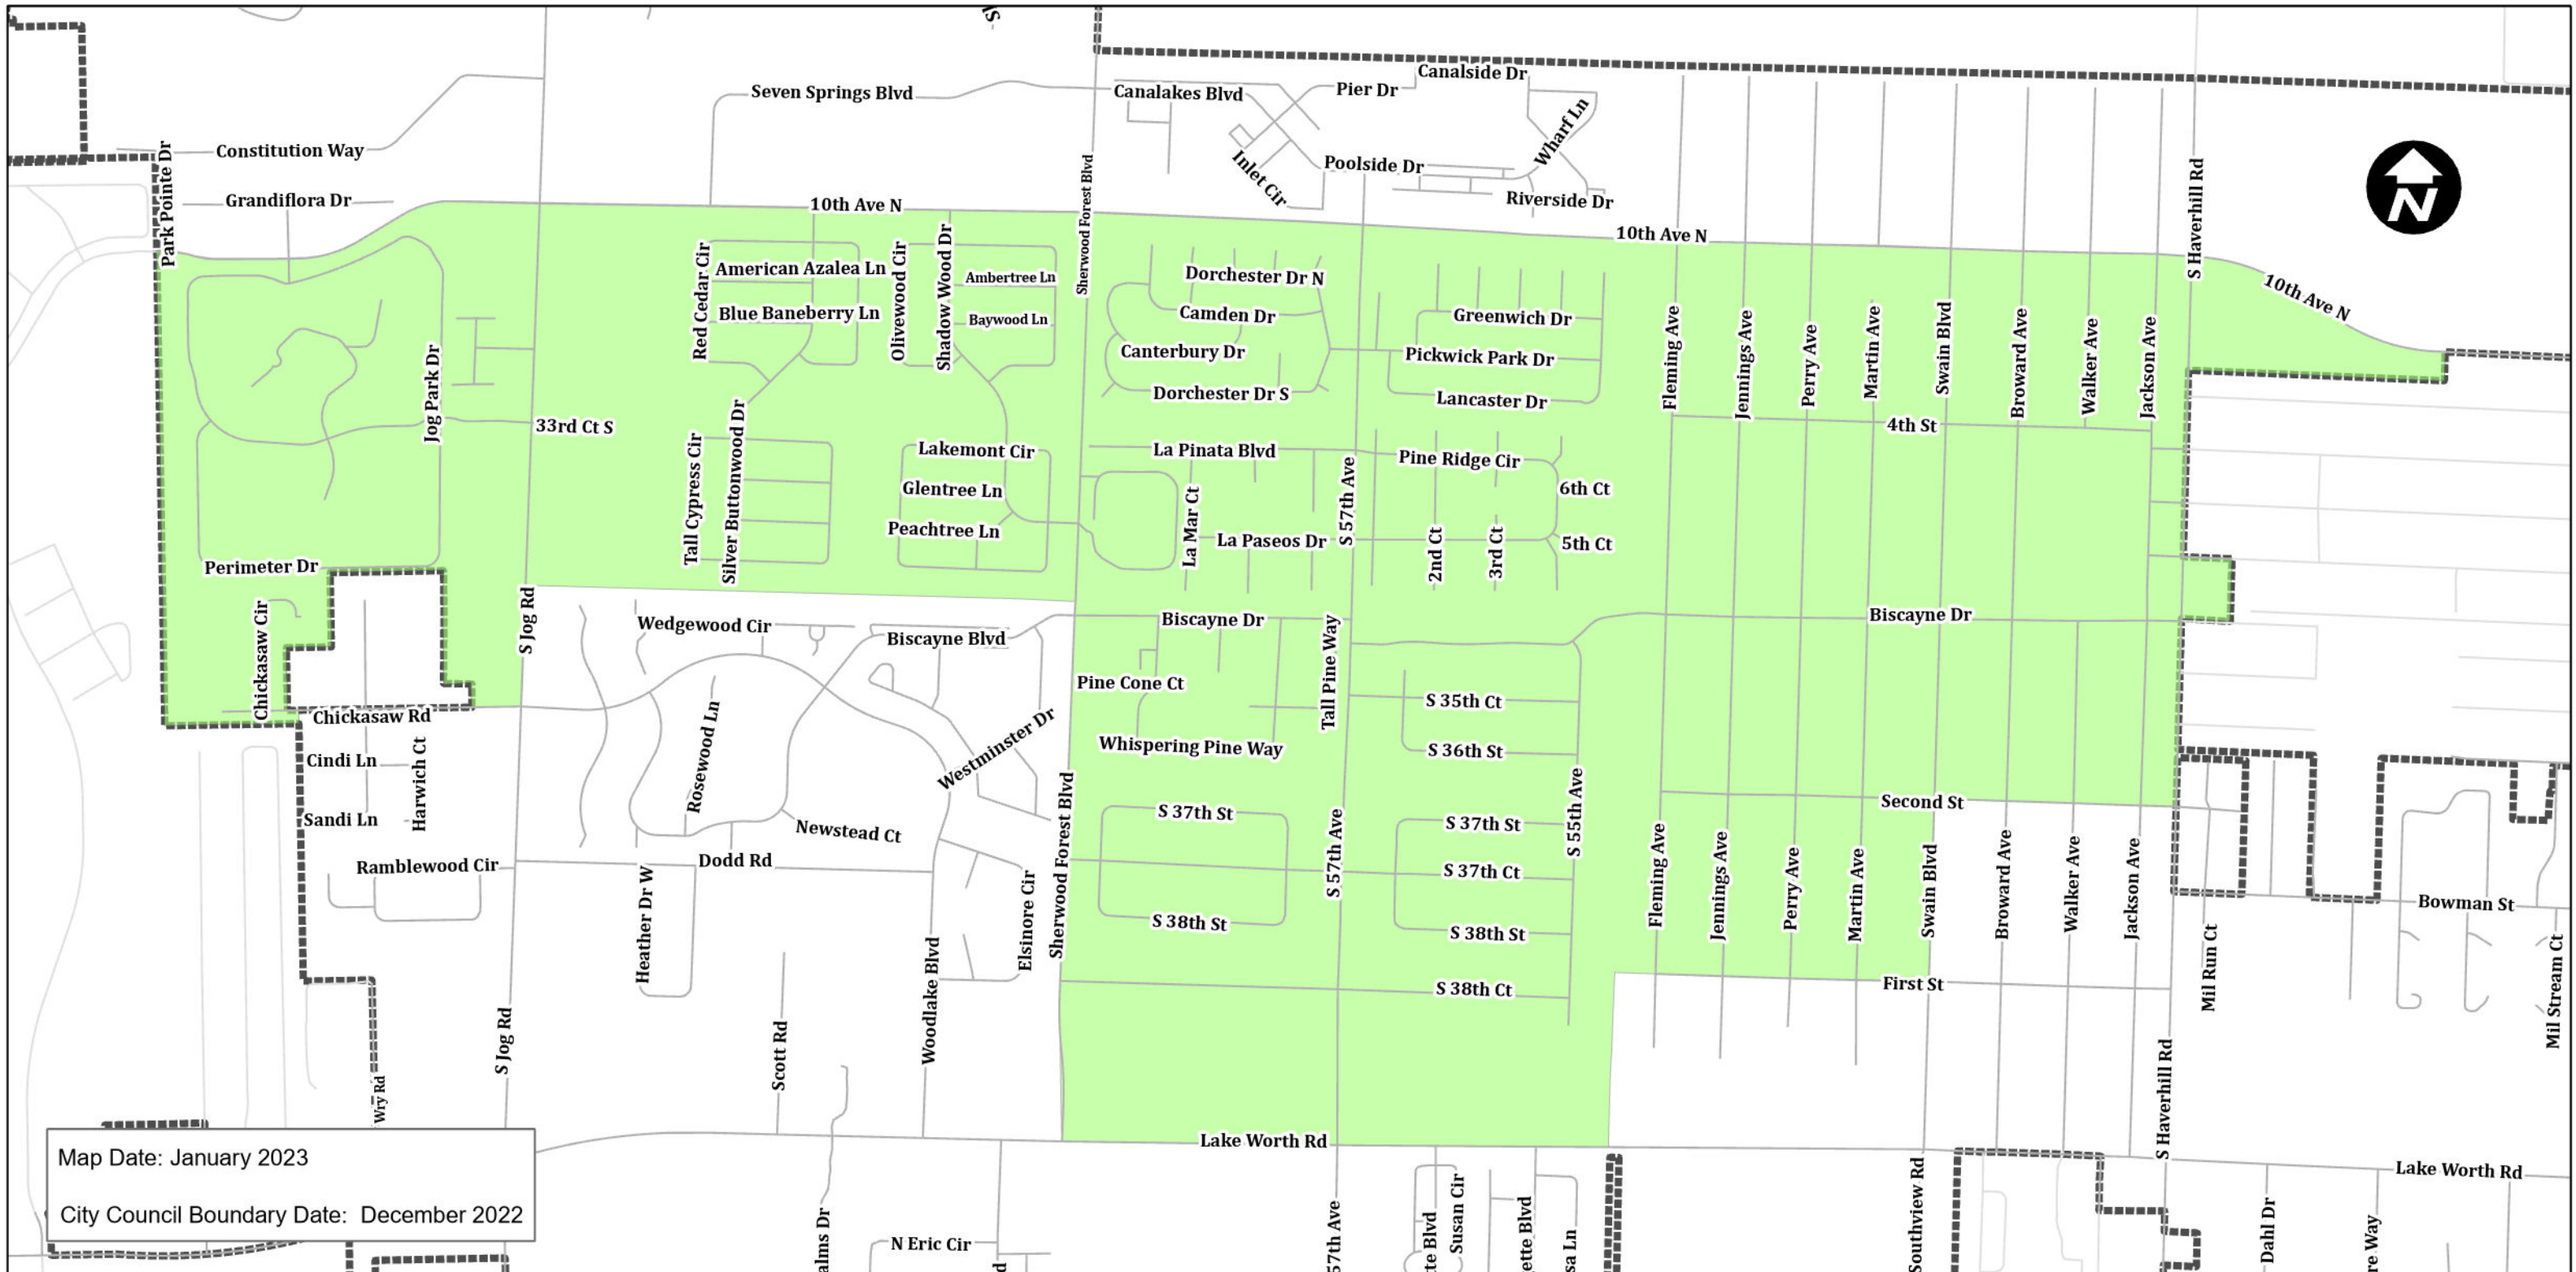 Canalside Dr
Seven Springs Blvd
Canalakes Blvd
Pier Dr
Wharf Ln
Constitution Way
Park Pointe Dr
Inlet Cir
Poolside Dr
Riverside Dr
Grandiflora Dr
10th Ave N
Sherwood Forest Blvd
10th Ave N
S Haverhill Rd
N
10th Ave N
Red Cedar Cir
American Azalea Ln
Olivewood Cir
Shadow Wood Dr
Ambertree Ln
Dorchester Dr N
Blue Baneberry Ln
Baywood Ln
Camden Dr
Greenwich Dr
Canterbury Dr
Pickwick Park Dr
Dorchester Dr S
Lancaster Dr
Fleming Ave
Jennings Ave
Perry Ave
Martin Ave
Swain Blvd
Broward Ave
Walker Ave
Jackson Ave
Jog Park Dr
33rd Ct S
4th St
Tall Cypress Cir
Silver Buttonwood Dr
Lakemont Cir
La Pinata Blvd
Pine Ridge Cir
Glentree Ln
La Mar Ct
S 57th Ave
6th Ct
Peachtree Ln
La Paseos Dr
2nd Ct
3rd Ct
5th Ct
Perimeter Dr
S Jog Rd
Chickasaw Cir
Wedgewood Cir
Biscayne Blvd
Biscayne Dr
Biscayne Dr
Tall Pine Way
Pine Cone Ct
S 35th Ct
Chickasaw Rd
Rosewood Ln
Westminster Dr
Whispering Pine Way
S 36th St
Cindi Ln
Harwich Ct
Sandi Ln
Newstead Ct
Sherwood Forest Blvd
S 37th St
S 57th Ave
S 37th St
S 55th Ave
Second St
Ramblewood Cir
Dodd Rd
S 37th Ct
Heather Dr W
Elsinore Cir
S 38th St
S 38th St
Fleming Ave
Jennings Ave
Perry Ave
Martin Ave
Swain Blvd
Broward Ave
Walker Ave
Jackson Ave
Bowman St
Mil Run Ct
Mil Stream Ct
S Jog Rd
Scott Rd
Woodlake Blvd
S 38th Ct
First St
S Haverhill Rd
Wry Rd
Lake Worth Rd
Lake Worth Rd
Map Date: January 2023
City Council Boundary Date: December 2022
alms Dr
N Eric Cir
57th Ave
te Blvd
Susan Cir
ette Blvd
sa Ln
Southview Rd
Dahl Dr
re Way